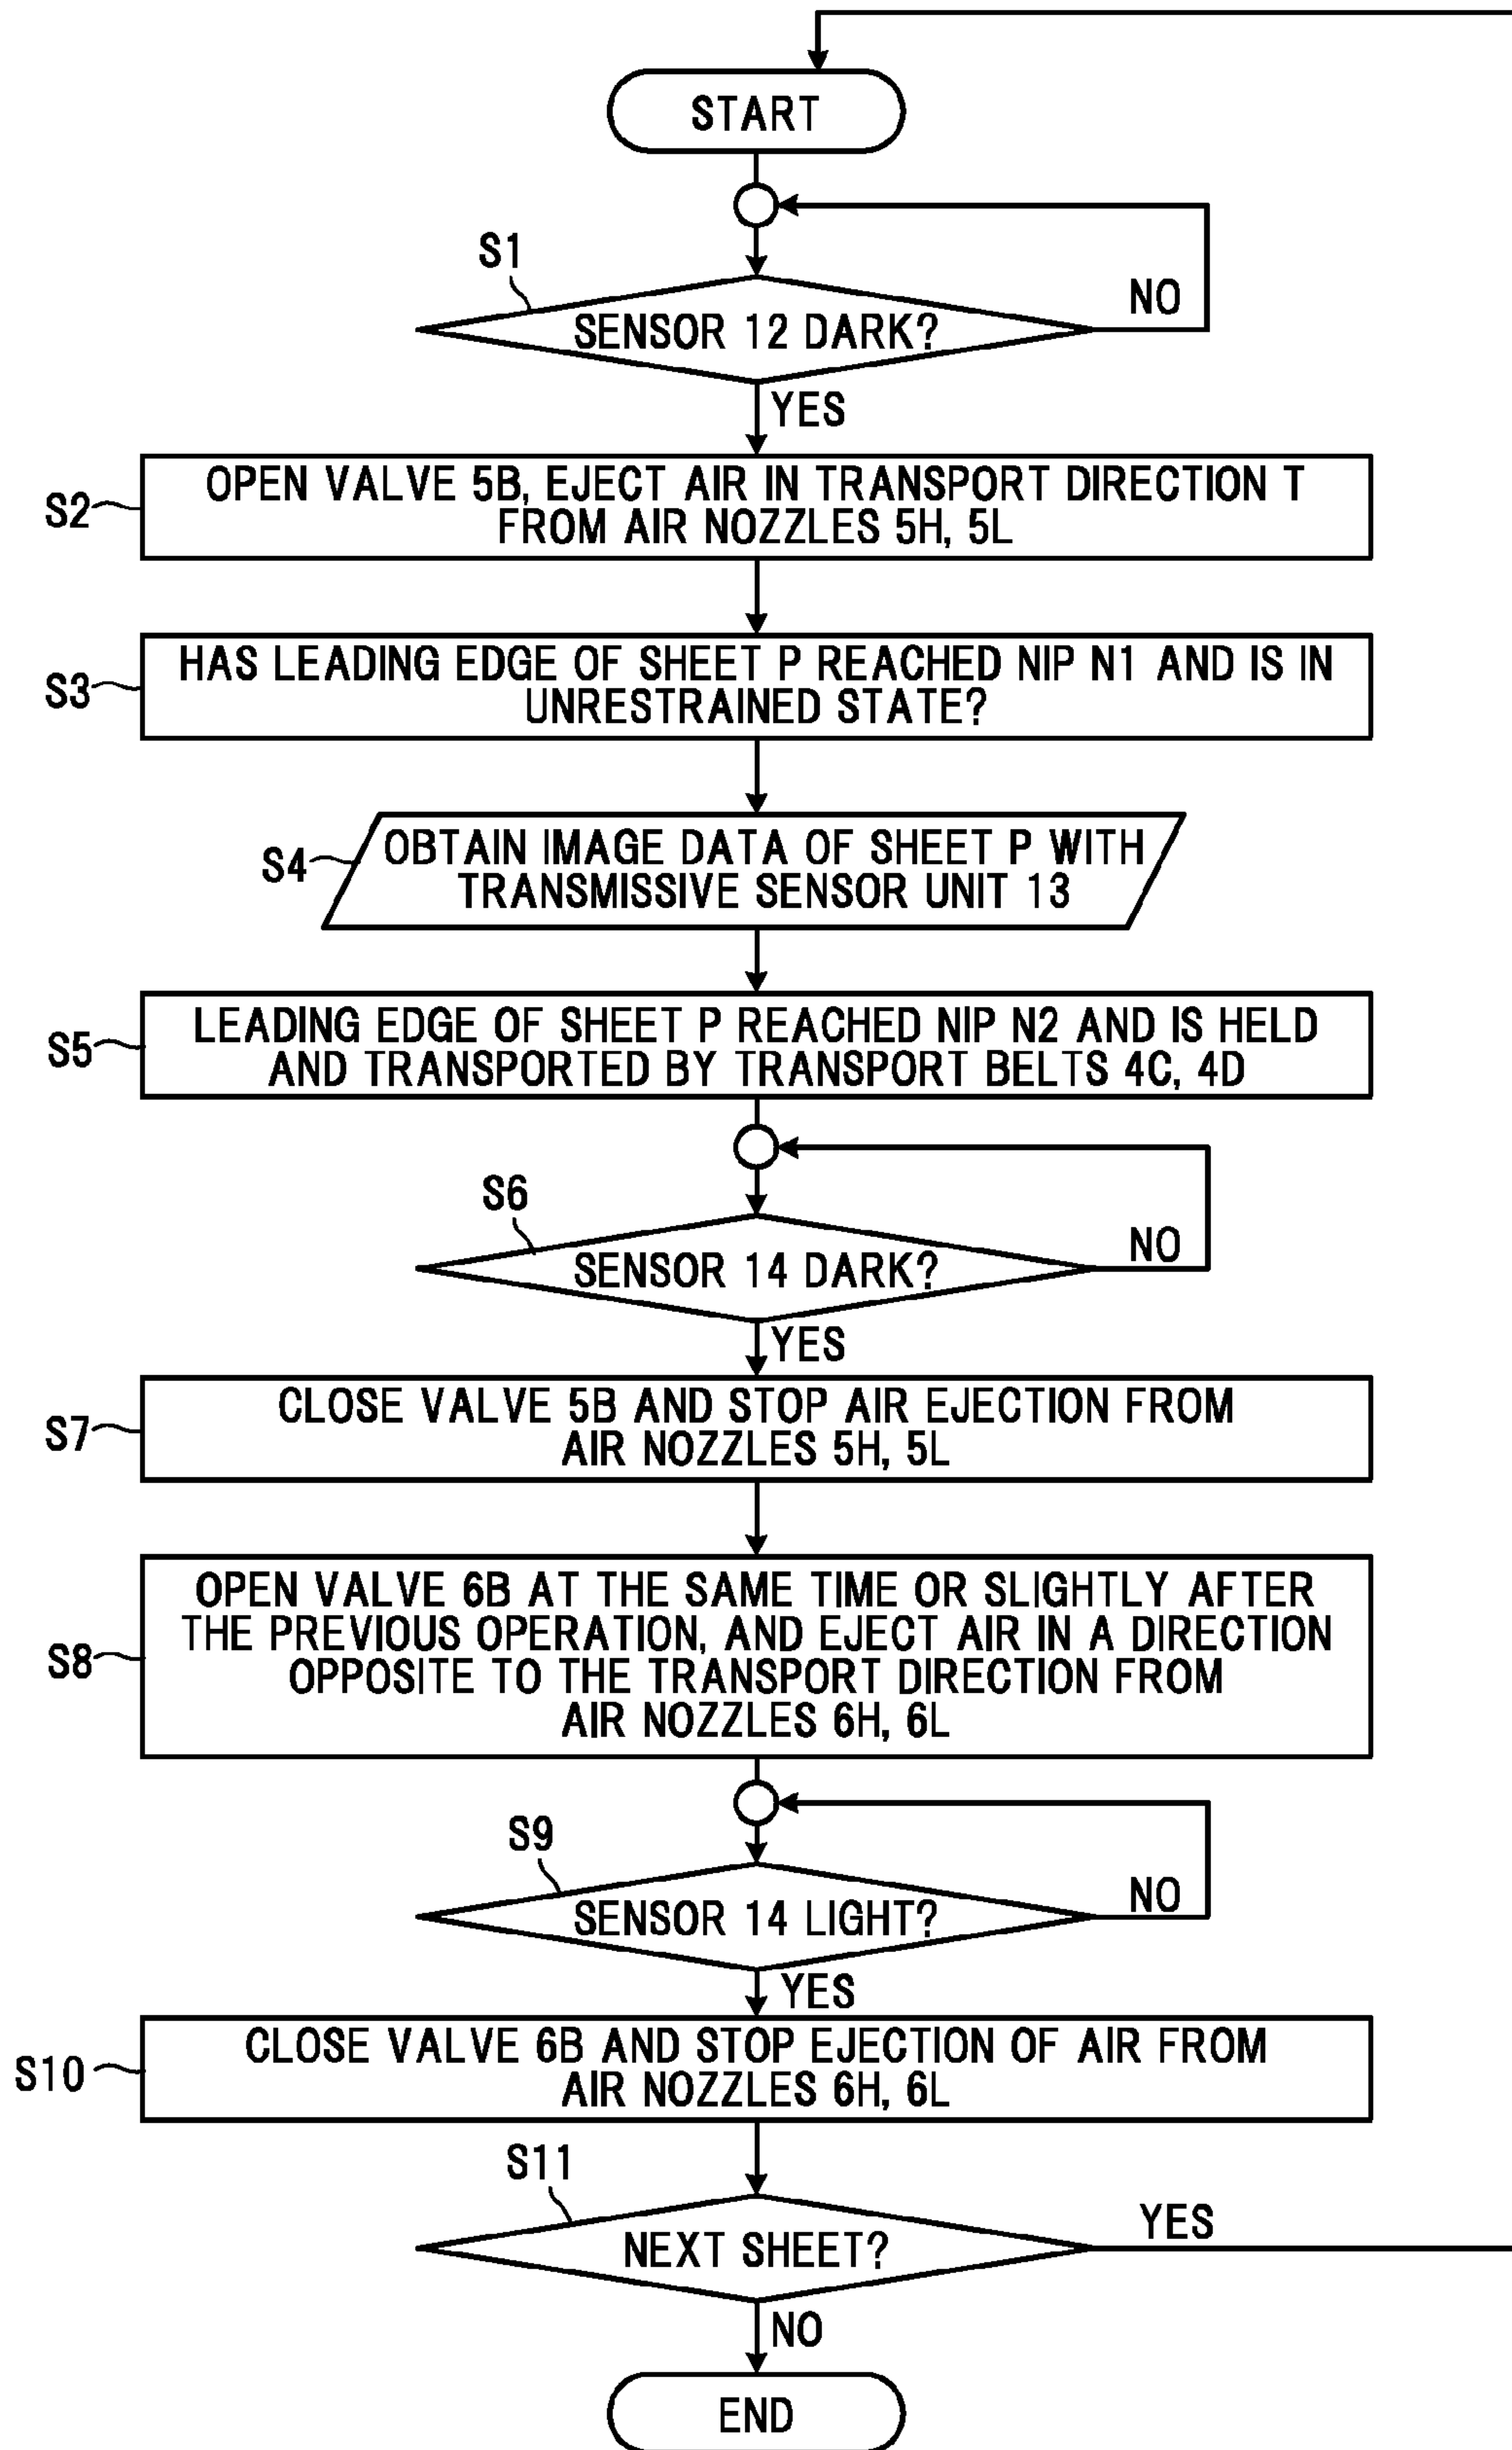 START
S1
SENSOR 12 DARK?
NO
YES
S2
OPEN VALVE 5B, EJECT AIR IN TRANSPORT DIRECTION T
FROM AIR NOZZLES 5H, 5L
S3
HAS LEADING EDGE OF SHEET P REACHED NIP N1 AND IS IN
UNRESTRAINED STATE?
S4
OBTAIN IMAGE DATA OF SHEET P WITH
TRANSMISSIVE SENSOR UNIT 13
S5
LEADING EDGE OF SHEET P REACHED NIP N2 AND IS HELD
AND TRANSPORTED BY TRANSPORT BELTS 4C, 4D
S6
SENSOR 14 DARK?
NO
YES
S7
CLOSE VALVE 5B AND STOP AIR EJECTION FROM
AIR NOZZLES 5H, 5L
S8
OPEN VALVE 6B AT THE SAME TIME OR SLIGHTLY AFTER
THE PREVIOUS OPERATION, AND EJECT AIR IN A DIRECTION
OPPOSITE TO THE TRANSPORT DIRECTION FROM
AIR NOZZLES 6H, 6L
S9
SENSOR 14 LIGHT?
NO
YES
S10
CLOSE VALVE 6B AND STOP EJECTION OF AIR FROM
AIR NOZZLES 6H, 6L
S11
NEXT SHEET?
YES
NO
END